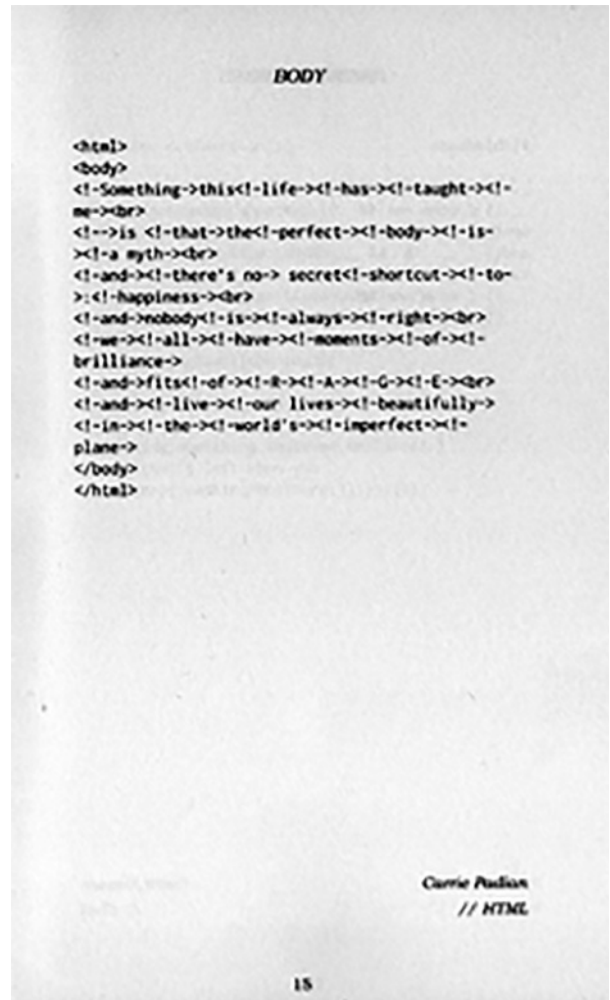 BODY
<html>
<body>
<!-Something->this<!-life-><!-has-><!-taught-><!-
me-><br>
<!-->is <!-that->the<!-perfect-><!-body-><!-is-
><!-a myth-><br>
<!-and-><!-there's no-> secret<!-shortcut-><!-to-
>:<!-happiness-><br>
<!-and->nobody<!-is-><!-always-><!-right-><br>
<!-we-><!-all-><!-have-><!-moments-><!-of-><!-
brilliance->
<!-and->fits<!-of-><!-R-><!-A-><!-G-><!-E-><br>
<!-and-><!-live-><!-our lives-><!-beautifully->
<!-in-><!-the-><!-world's-><!-imperfect-><!-
plane->
</body>
</html>
Carrie Padian
// HTML
15